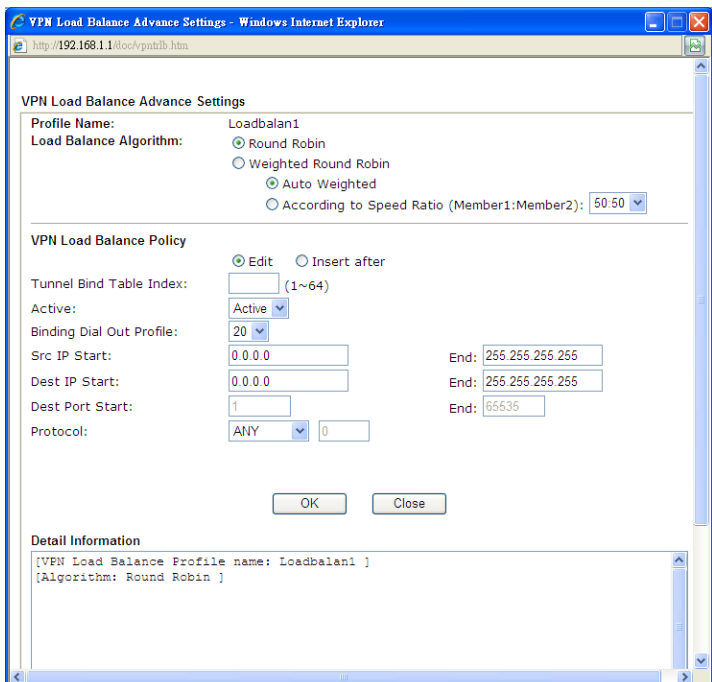 VPN Load Balance Advance Settings - Windows Internet Explorer
http://192.168.1.1/doc/vpntrlb.htm
VPN Load Balance Advance Settings
Profile Name: Loadbalan1
Load Balance Algorithm: Round Robin
Weighted Round Robin
Auto Weighted
According to Speed Ratio (Member1:Member2): 50:50
VPN Load Balance Policy
Edit Insert after
Tunnel Bind Table Index: (1~64)
Active: Active
Binding Dial Out Profile: 20
Src IP Start: 0.0.0.0 End: 255.255.255.255
Dest IP Start: 0.0.0.0 End: 255.255.255.255
Dest Port Start: 1 End: 65535
Protocol: ANY 0
OK Close
Detail Information
[VPN Load Balance Profile name: Loadbalan1 ]
[Algorithm: Round Robin ]